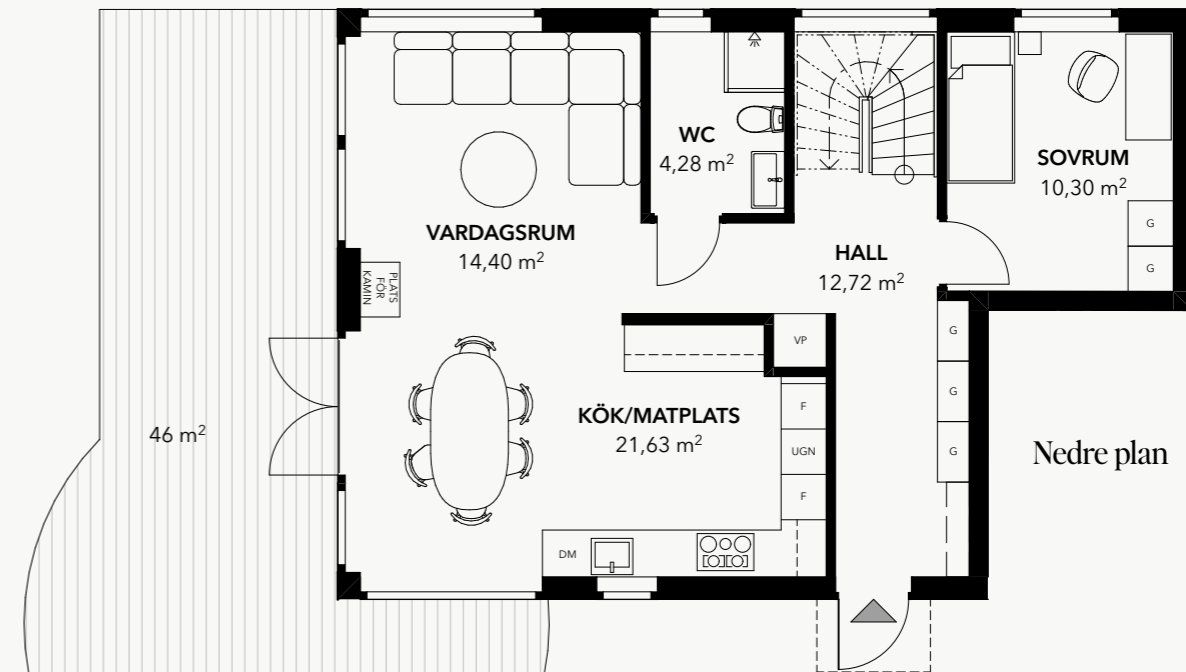 WC
4,28 m²
SOVRUM
10,30 m²
G
G
VARDAGSRUM
14,40 m²
HALL
12,72 m²
PLATS
FÖR
KAMIN
VP
G
G
G
F
UGN
F
KÖK/MATPLATS
21,63 m²
46 m²
Nedre plan
DM